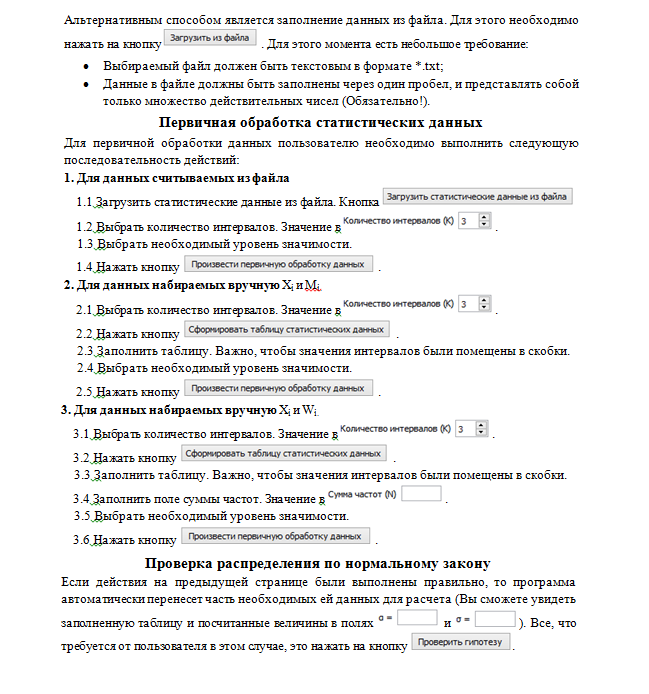 Альтернативным способом является заполнение данных из файла. Для этого необходимо
нажать на кнопку Загрузить из файла . Для этого момента есть небольшое требование:
• Выбираемый файл должен быть текстовым в формате *.txt;
• Данные в файле должны быть заполнены через один пробел, и представлять собой
только множество действительных чисел (Обязательно!).
Первичная обработка статистических данных
Для первичной обработки данных пользователю необходимо выполнить следующую
последовательность действий:
1. Для данных считываемых из файла
1.1.Загрузить статистические данные из файла. Кнопка Загрузить статистические данные из файла
1.2.Выбрать количество интервалов. Значение в Количество интервалов (K) 3 .
1.3.Выбрать необходимый уровень значимости.
1.4.Нажать кнопку Произвести первичную обработку данных .
2. Для данных набираемых вручную Xi и Mi.
2.1.Выбрать количество интервалов. Значение в Количество интервалов (K) 3 .
2.2.Нажать кнопку Сформировать таблицу статистических данных .
2.3.Заполнить таблицу. Важно, чтобы значения интервалов были помещены в скобки.
2.4.Выбрать необходимый уровень значимости.
2.5.Нажать кнопку Произвести первичную обработку данных .
3. Для данных набираемых вручную Xi и Wi.
3.1.Выбрать количество интервалов. Значение в Количество интервалов (K) 3 .
3.2.Нажать кнопку Сформировать таблицу статистических данных .
3.3.Заполнить таблицу. Важно, чтобы значения интервалов были помещены в скобки.
3.4.Заполнить поле суммы частот. Значение в Сумма частот (N) .
3.5.Выбрать необходимый уровень значимости.
3.6.Нажать кнопку Произвести первичную обработку данных .
Проверка распределения по нормальному закону
Если действия на предыдущей странице были выполнены правильно, то программа
автоматически перенесет часть необходимых ей данных для расчета (Вы сможете увидеть
заполненную таблицу и посчитанные величины в полях α = и σ = ). Все, что
требуется от пользователя в этом случае, это нажать на кнопку Проверить гипотезу .